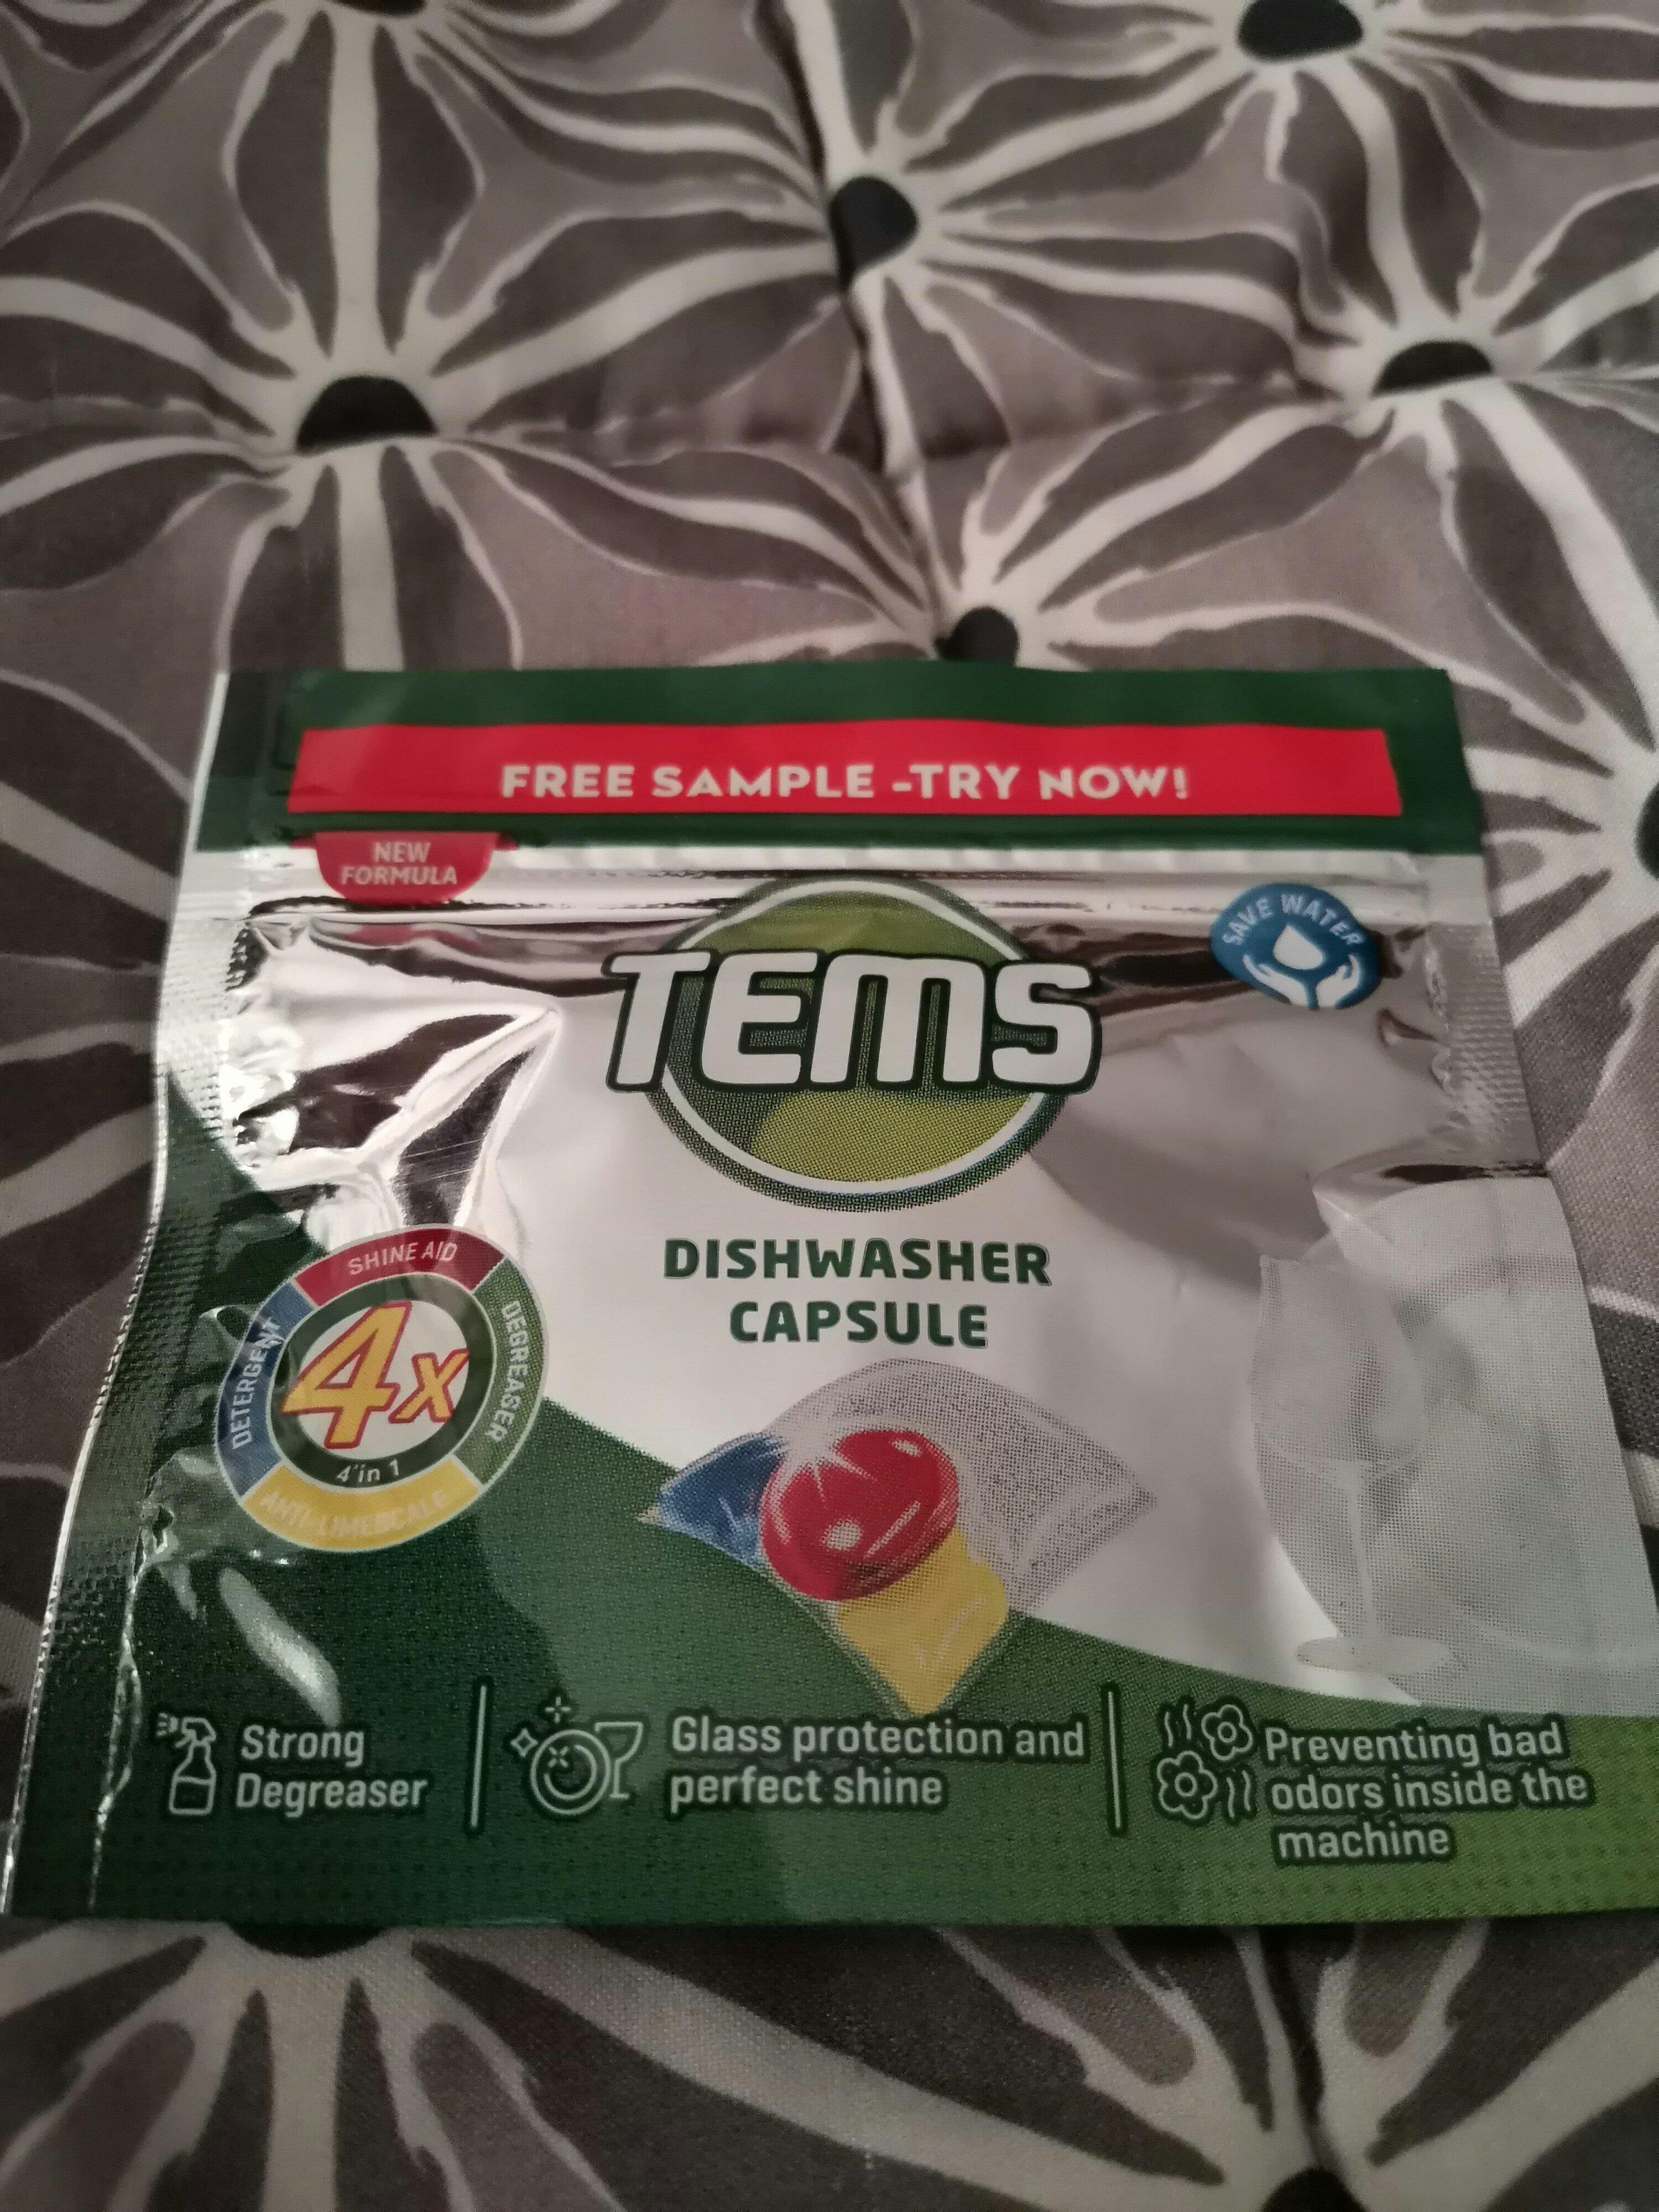 FREE SAMPLE -TRY NOW!
NEW
FORMULA
SAVE WATER
TEMS
DISHWASHER
CAPSULE
SHINE AID
DETERGENT
DEGREASER
4x
4 in 1
ANTI-LIMESCALE
Strong
Degreaser
Glass protection and
perfect shine
Preventing bad
odors inside the
machine